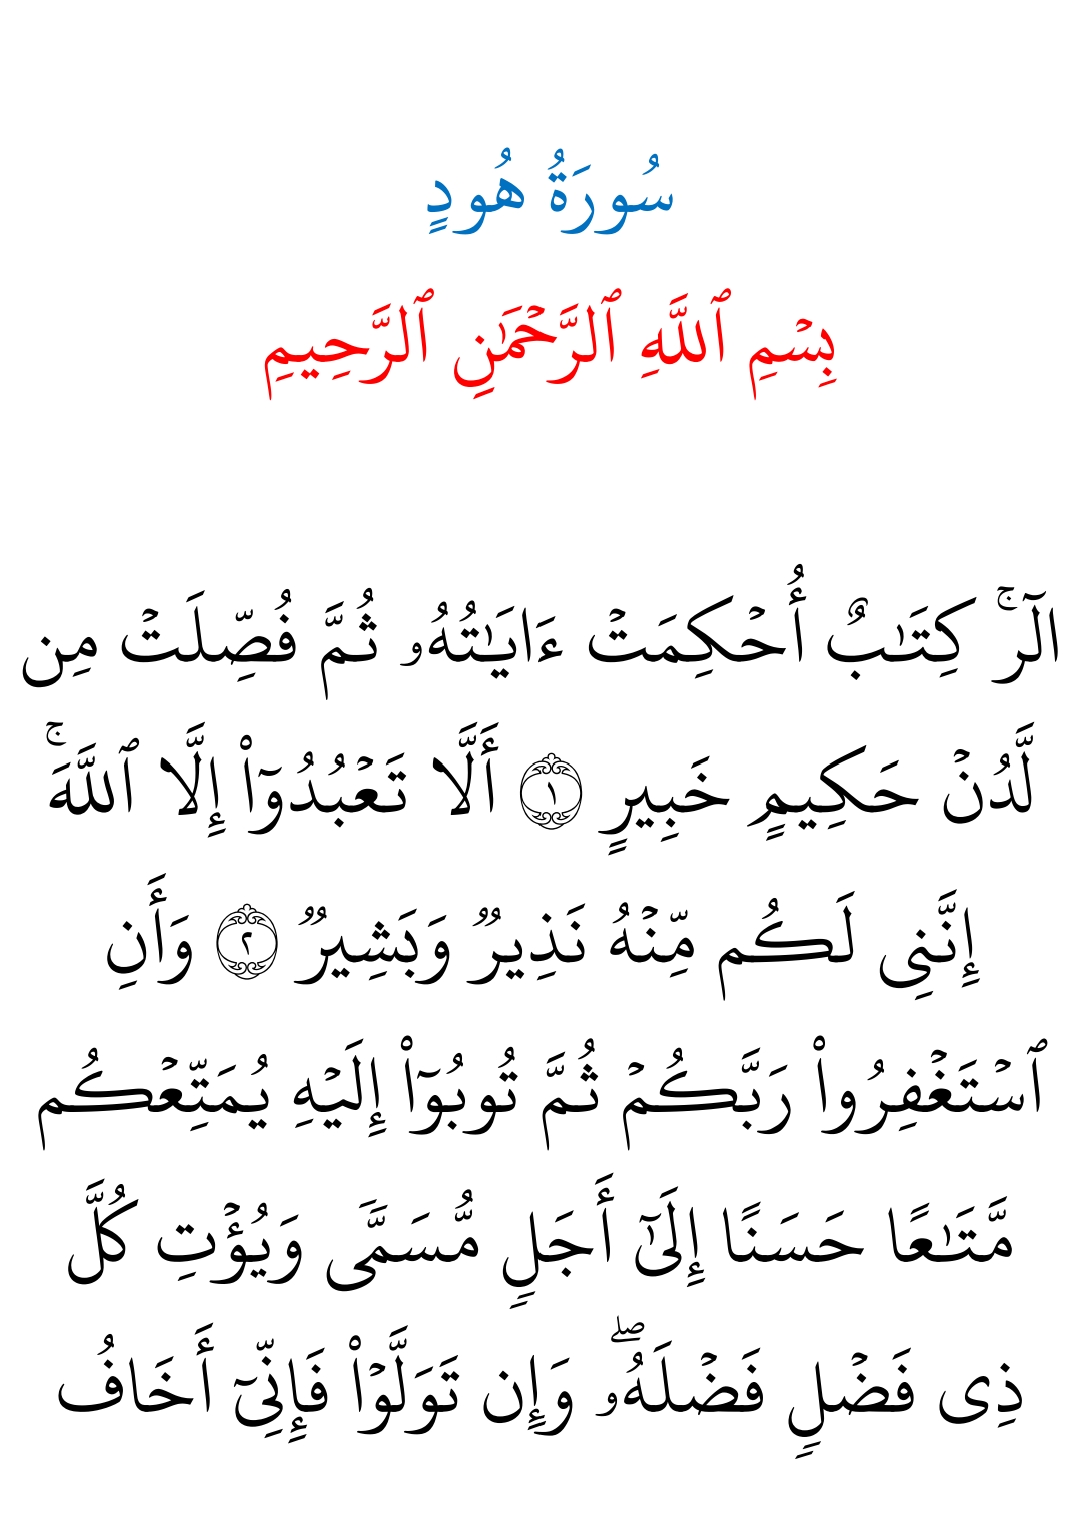 سُورَةُ هُودٍ
بِسۡمِ ٱللَّهِ ٱلرَّحۡمَٰنِ ٱلرَّحِيمِ
الٓرۚ كِتَٰبٌ أُحۡكِمَتۡ ءَايَٰتُهُۥ ثُمَّ فُصِّلَتۡ مِن
لَّدُنۡ حَكِيمٍ خَبِيرٍ ١ أَلَّا تَعۡبُدُوٓاْ إِلَّا ٱللَّهَۚ
إِنَّنِي لَكُم مِّنۡهُ نَذِيرٞ وَبَشِيرٞ ٢ وَأَنِ
ٱسۡتَغۡفِرُواْ رَبَّكُمۡ ثُمَّ تُوبُوٓاْ إِلَيۡهِ يُمَتِّعۡكُم
مَّتَٰعًا حَسَنًا إِلَىٰٓ أَجَلٖ مُّسَمّٗى وَيُؤۡتِ كُلَّ
ذِي فَضۡلٖ فَضۡلَهُۥۖ وَإِن تَوَلَّوۡاْ فَإِنِّيٓ أَخَافُ